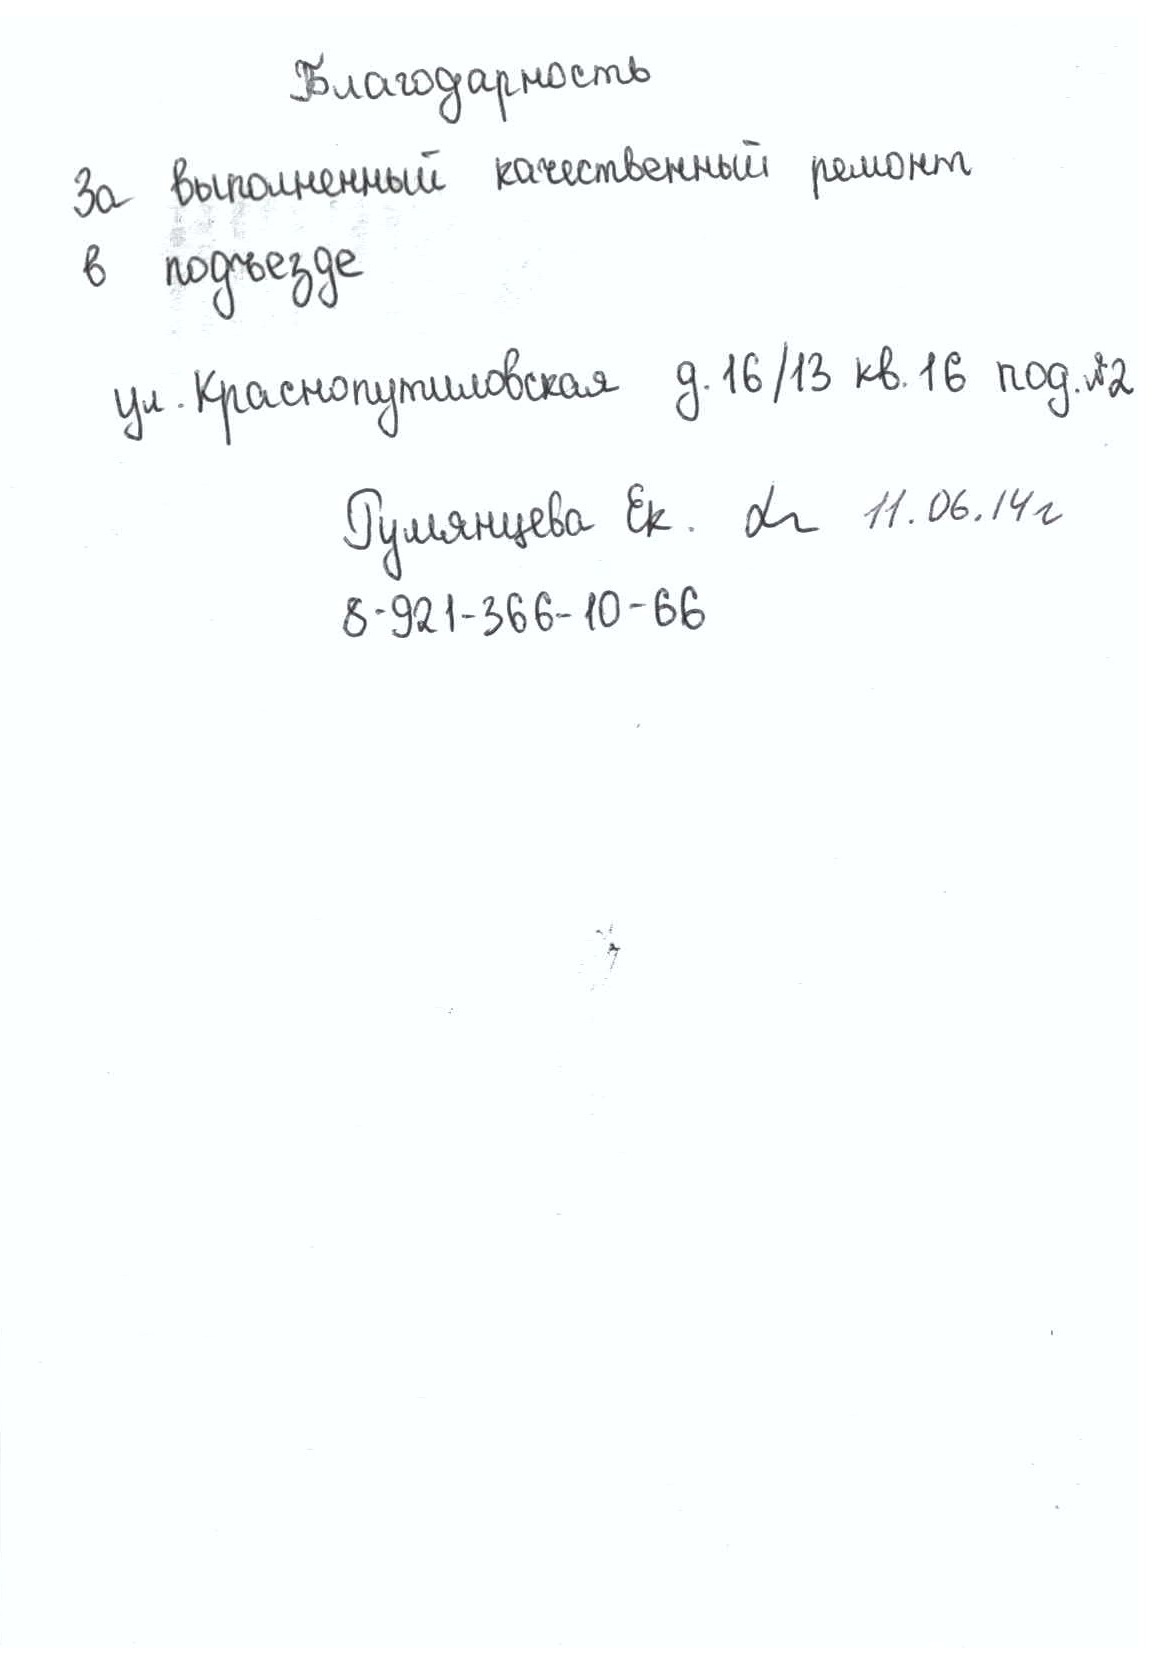 Благодарность
За выполненный качественный ремонт
в подъезде
ул. Краснопутиловская д. 16/13 кв. 16 под. №2
Румянцева Ек. 11.06.14г
8-921-366-10-66